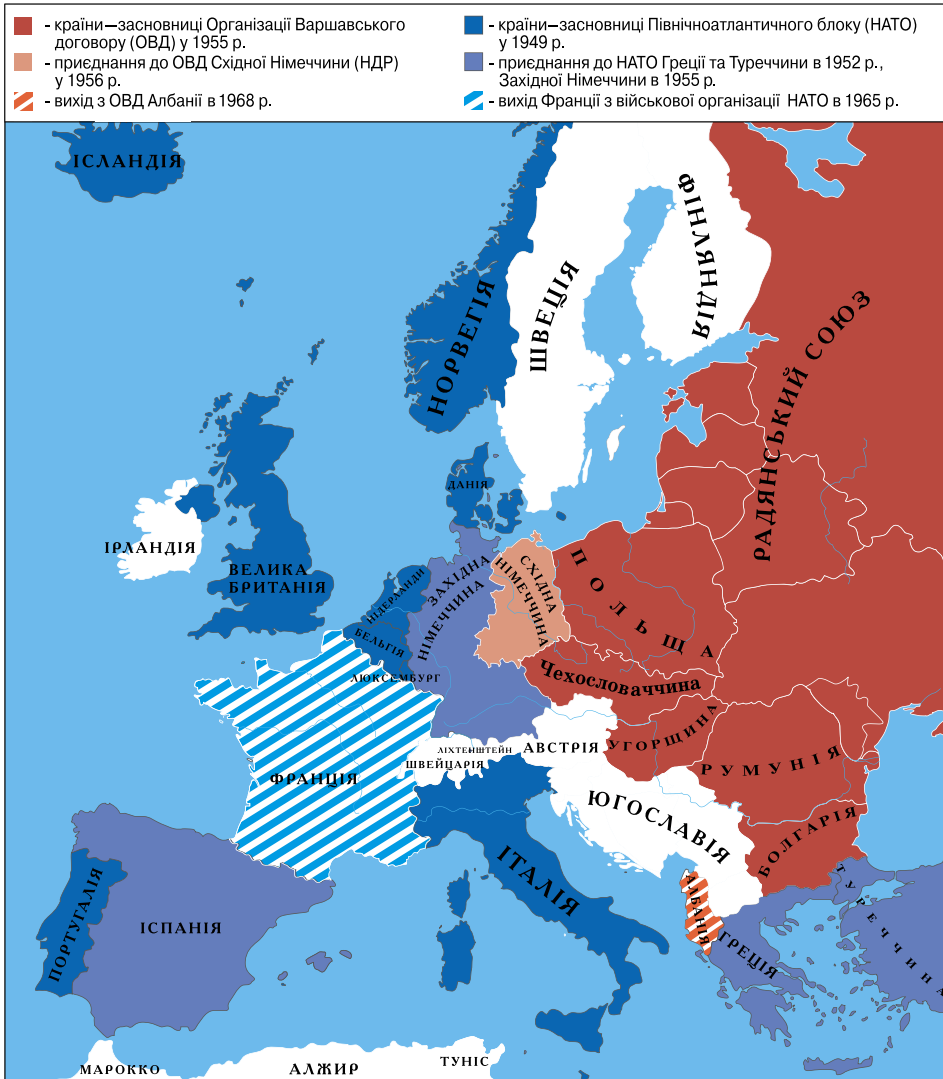 - країни–засновниці Організації Варшавського
договору (ОВД) у 1955 р.
- приєднання до ОВД Східної Німеччини (НДР)
у 1956 р.
- вихід з ОВД Албанії в 1968 р.
- країни–засновниці Північноатлантичного блоку (НАТО)
у 1949 р.
- приєднання до НАТО Греції та Туреччини в 1952 р.,
Західної Німеччини в 1955 р.
- вихід Франції з військової організації НАТО в 1965 р.
ІСЛАНДІЯ
НОРВЕГІЯ
ШВЕЦІЯ
ФІНЛЯНДІЯ
РАДЯНСЬКИЙ СОЮЗ
ДАНІЯ
ІРЛАНДІЯ
ВЕЛИКА
БРИТАНІЯ
НІДЕРЛАНДИ
БЕЛЬГІЯ
ЛЮКСЕМБУРГ
ЗАХІДНА
НІМЕЧЧИНА
СХІДНА
НІМЕЧЧИНА
ПОЛЬЩА
Чехословаччина
ФРАНЦІЯ
ЛІХТЕНШТЕЙН
ШВЕЙЦАРІЯ
АВСТРІЯ
УГОРЩИНА
РУМУНІЯ
ЮГОСЛАВІЯ
БОЛГАРІЯ
ІТАЛІЯ
АЛБАНІЯ
ГРЕЦІЯ
ТУРЕЧЧИНА
ПОРТУГАЛІЯ
ІСПАНІЯ
МАРОККО
АЛЖИР
ТУНІС